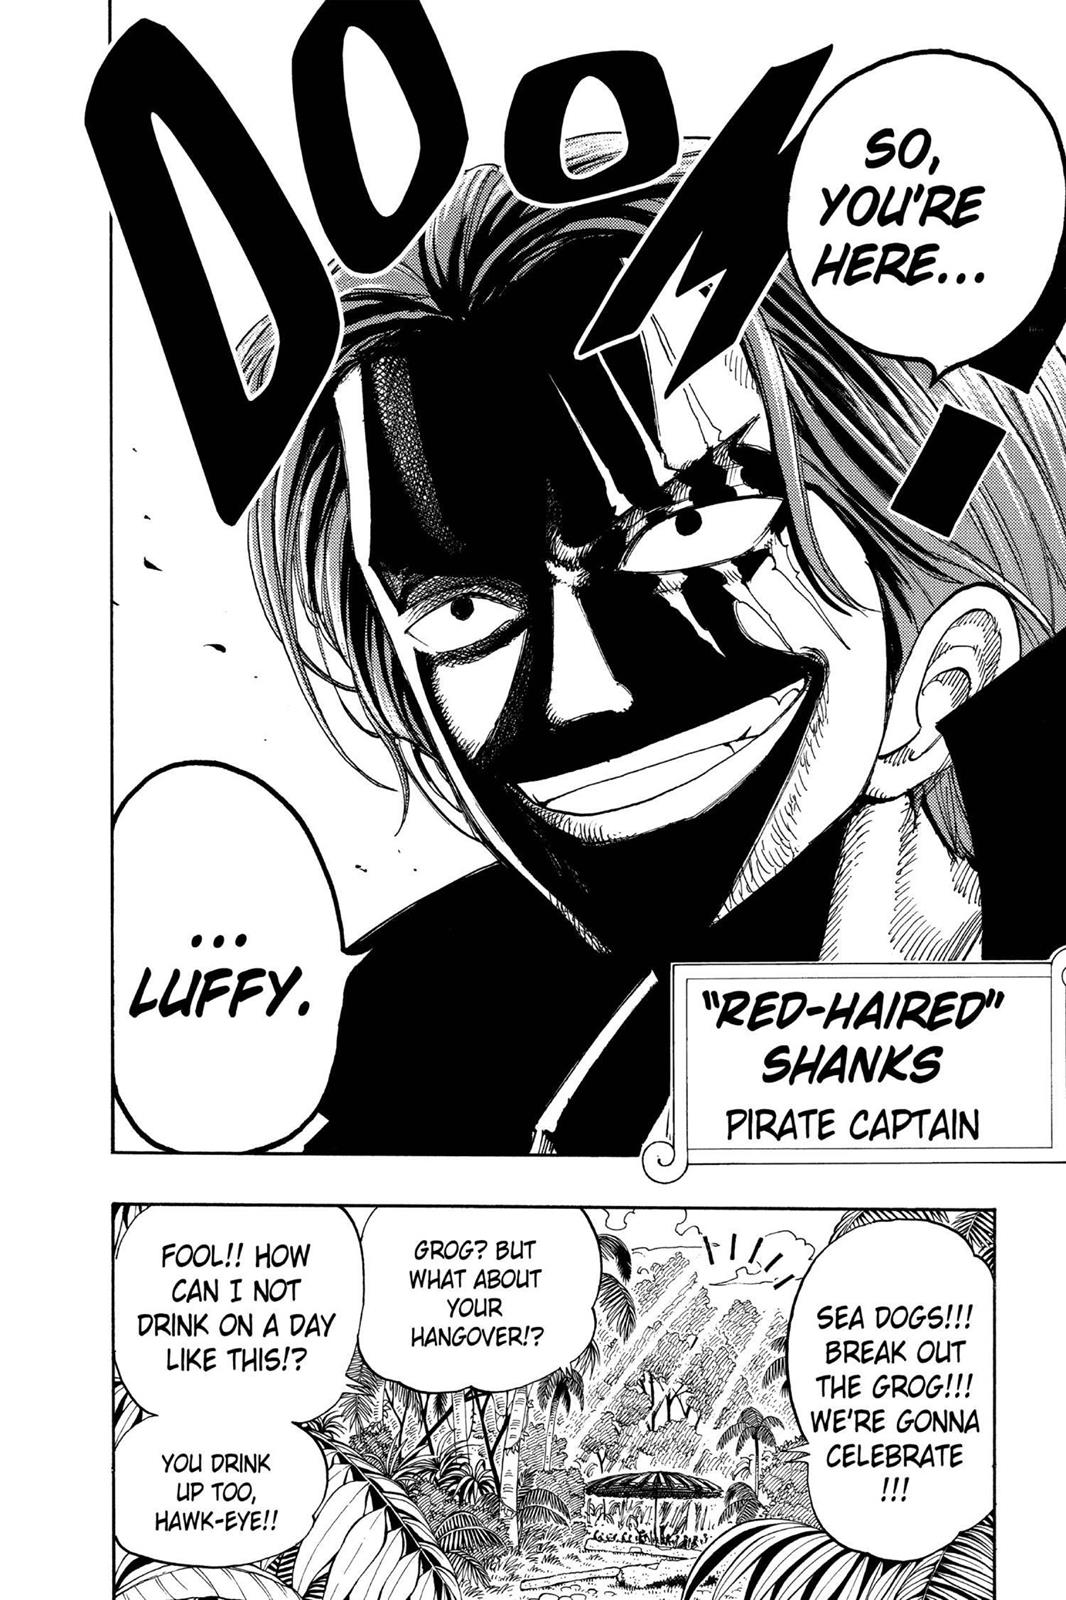 DOOM!
SO,
YOU'RE
HERE...
...
LUFFY.
"RED-HAIRED"
SHANKS
PIRATE CAPTAIN
SEA DOGS!!!
BREAK OUT
THE GROG!!!
WE'RE GONNA
CELEBRATE
!!!
GROG? BUT
WHAT ABOUT
YOUR
HANGOVER!?
FOOL!! HOW
CAN I NOT
DRINK ON A DAY
LIKE THIS!?
YOU DRINK
UP TOO,
HAWK-EYE!!